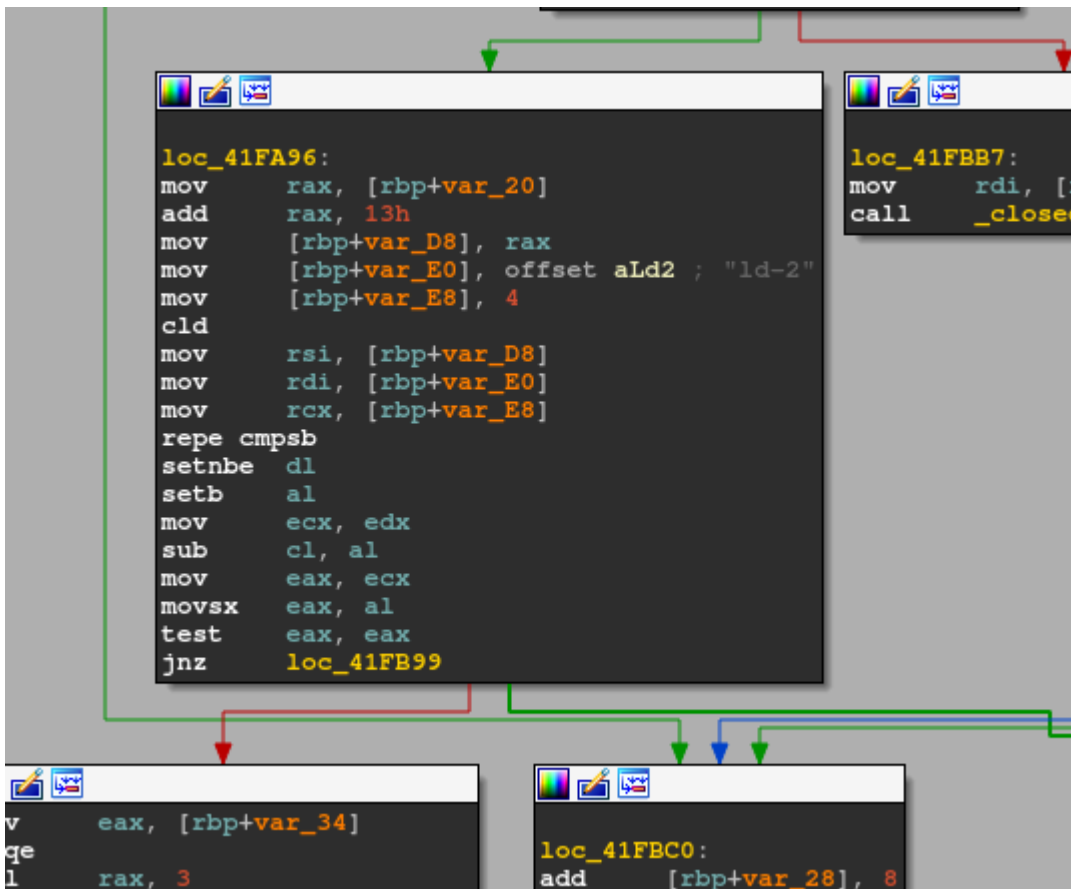 loc_41FA96:
mov rax, [rbp+var_20]
add rax, 13h
mov [rbp+var_D8], rax
mov [rbp+var_E0], offset aLd2 ; "ld-2"
mov [rbp+var_E8], 4
cld
mov rsi, [rbp+var_D8]
mov rdi, [rbp+var_E0]
mov rcx, [rbp+var_E8]
repe cmpsb
setnbe dl
setb al
mov ecx, edx
sub cl, al
mov eax, ecx
movsx eax, al
test eax, eax
jnz loc_41FB99
loc_41FBB7:
mov rdi, [
call _closed
v eax, [rbp+var_34]
qe
l rax, 3
loc_41FBC0:
add [rbp+var_28], 8